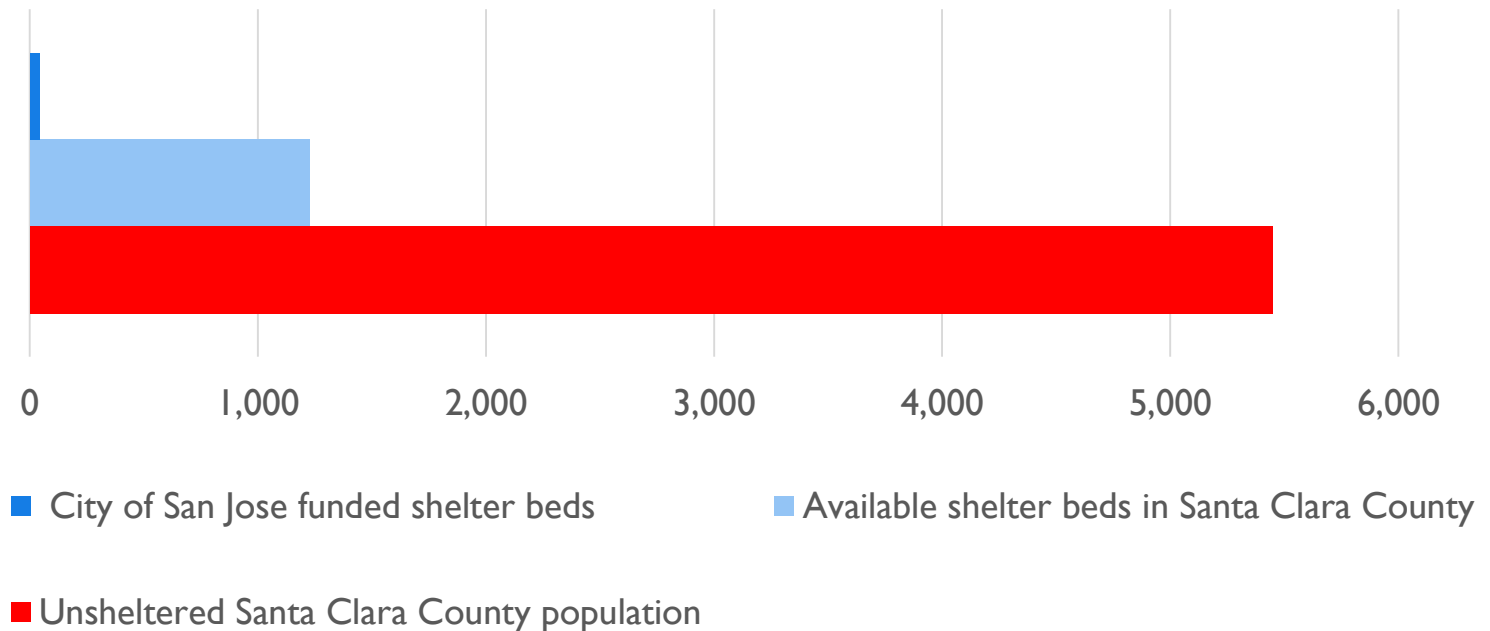 0 1,000 2,000 3,000 4,000 5,000 6,000
City of San Jose funded shelter beds
Available shelter beds in Santa Clara County
Unsheltered Santa Clara County population